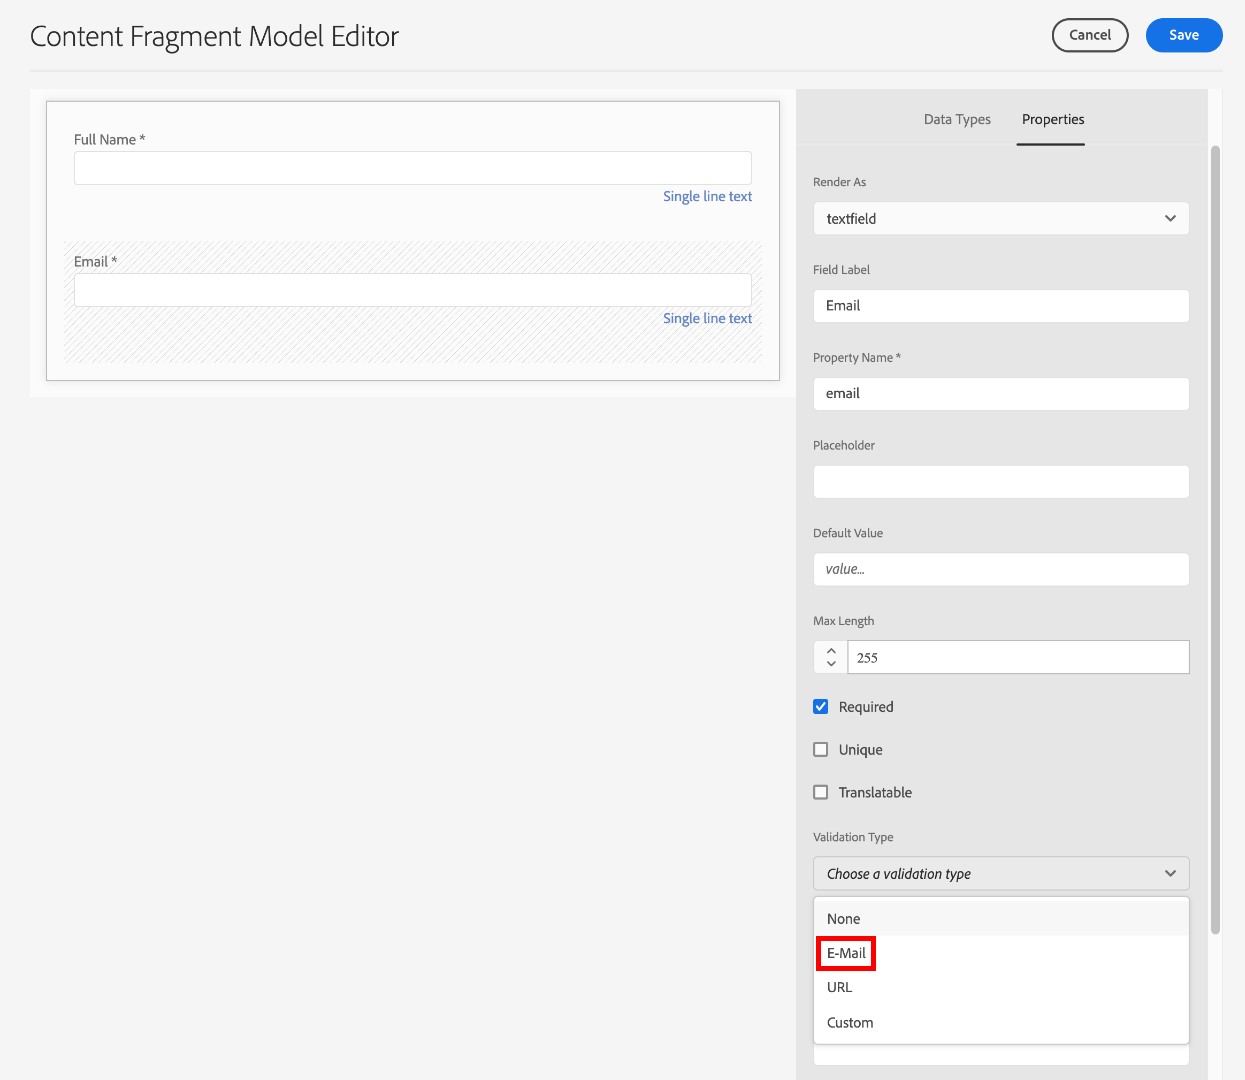 Content Fragment Model Editor
Cancel
Save
Full Name *
Single line text
Email *
Single line text
Data Types
Properties
Render As
textfield
Field Label
Email
Property Name *
email
Placeholder
Default Value
value...
Max Length
255
Required
Unique
Translatable
Validation Type
Choose a validation type
None
E-Mail
URL
Custom